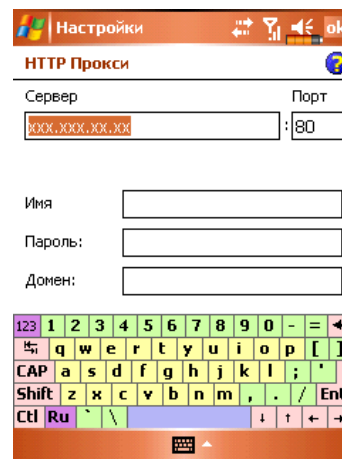 Настройки ok
HTTP Прокси
Сервер Порт
xxx.xxx.xx.xx : 80
Имя
Пароль:
Домен:
123 1 2 3 4 5 6 7 8 9 0 - =
q w e r t y u i o p [ ]
CAP a s d f g h j k l ; '
Shift z x c v b n m , . / Ent
Ctl Ru ` \